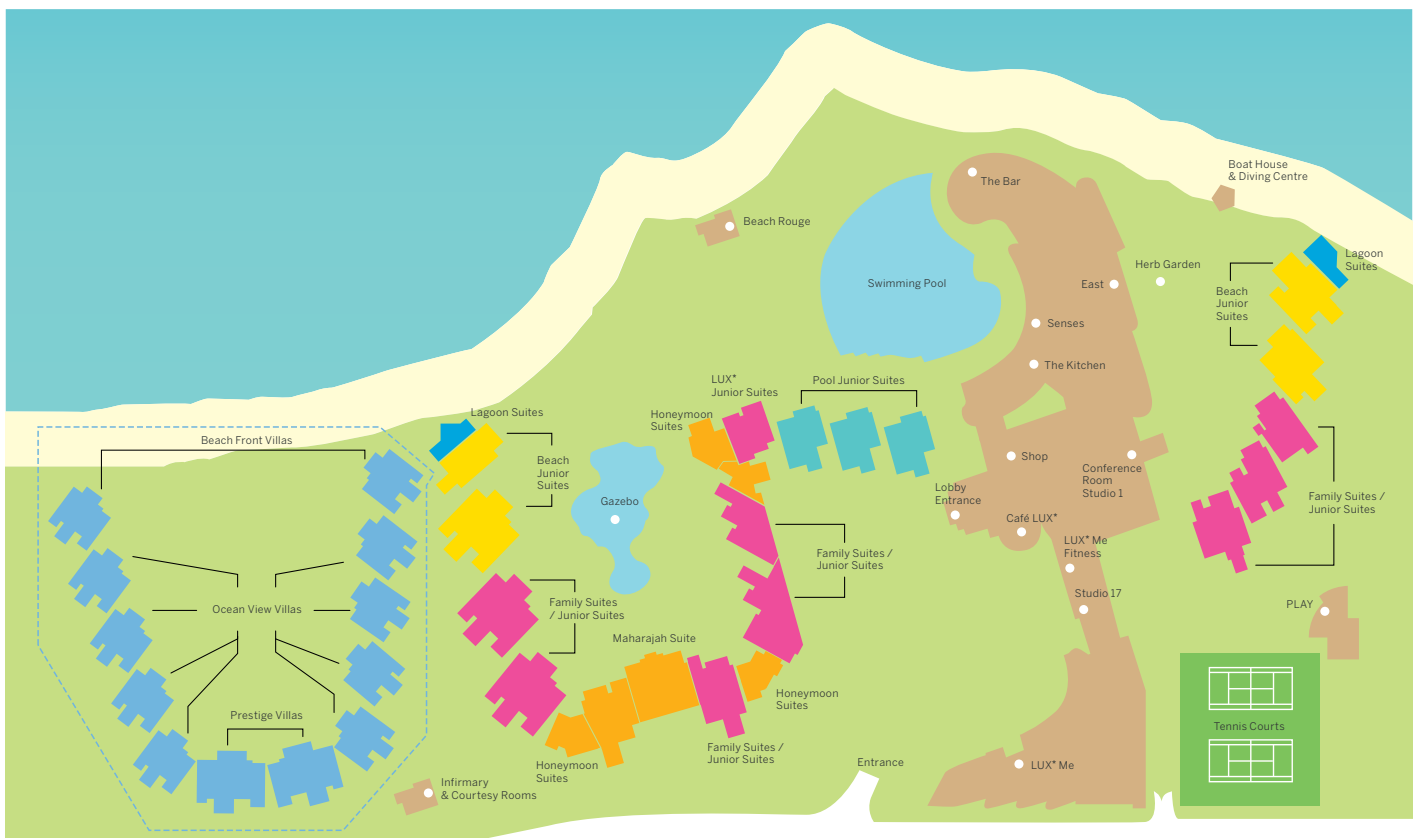 Boat House
& Diving Centre
The Bar
Beach Rouge
Lagoon
Suites
Herb Garden
Swimming Pool
East
Beach
Junior
Suites
Senses
The Kitchen
LUX*
Junior Suites
Pool Junior Suites
Honeymoon
Suites
Lagoon Suites
Beach Front Villas
Beach
Junior
Suites
Shop
Conference
Room
Studio 1
Gazebo
Lobby
Entrance
Family Suites /
Junior Suites
Café LUX*
LUX* Me
Fitness
Family Suites /
Junior Suites
Studio 17
PLAY
Ocean View Villas
Family Suites
/ Junior Suites
Maharajah Suite
Honeymoon
Suites
Prestige Villas
Tennis Courts
Family Suites /
Junior Suites
Honeymoon
Suites
Entrance
LUX* Me
Infirmary
& Courtesy Rooms